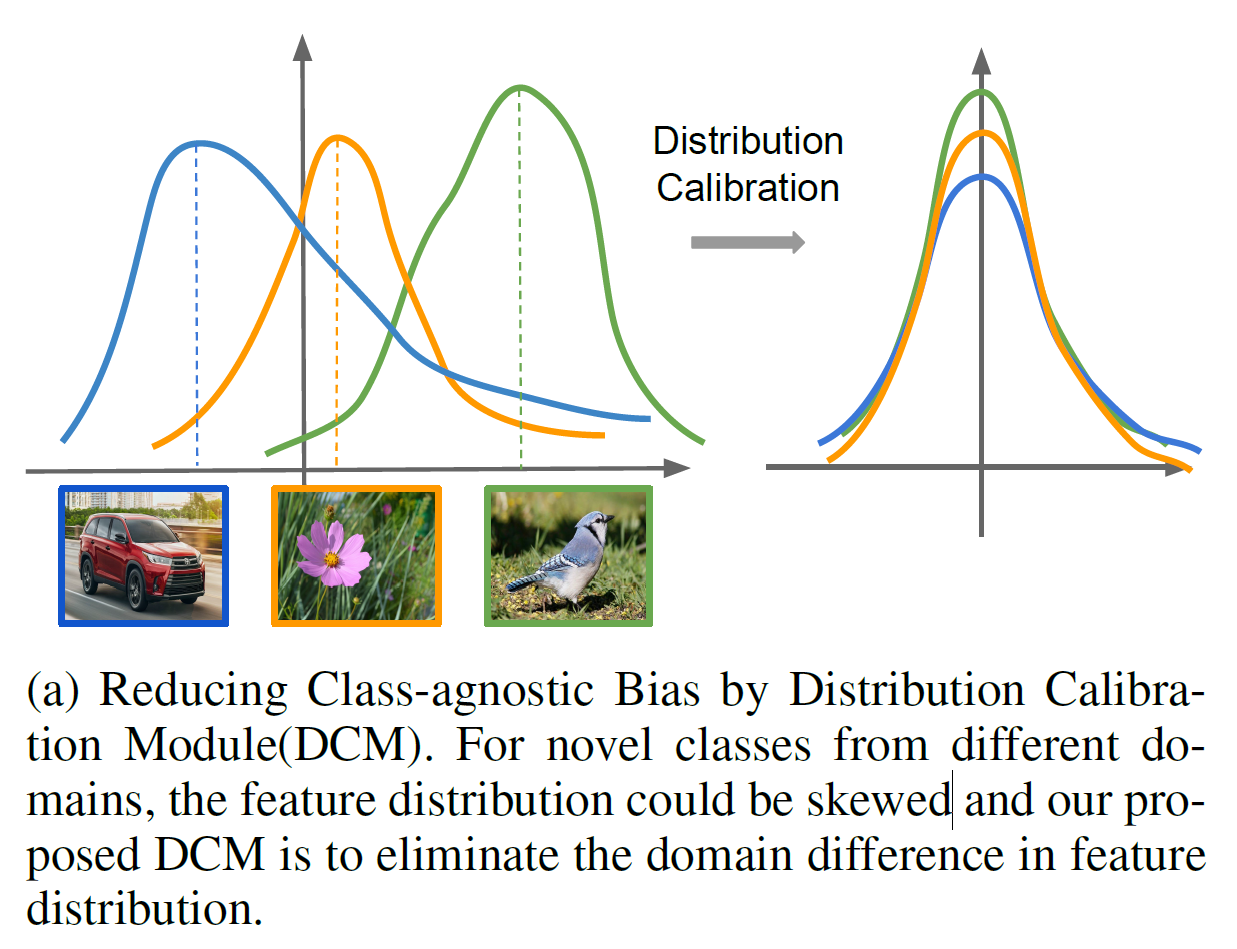 Distribution
Calibration
(a) Reducing Class-agnostic Bias by Distribution Calibra-
tion Module(DCM). For novel classes from different do-
mains, the feature distribution could be skewed and our pro-
posed DCM is to eliminate the domain difference in feature
distribution.